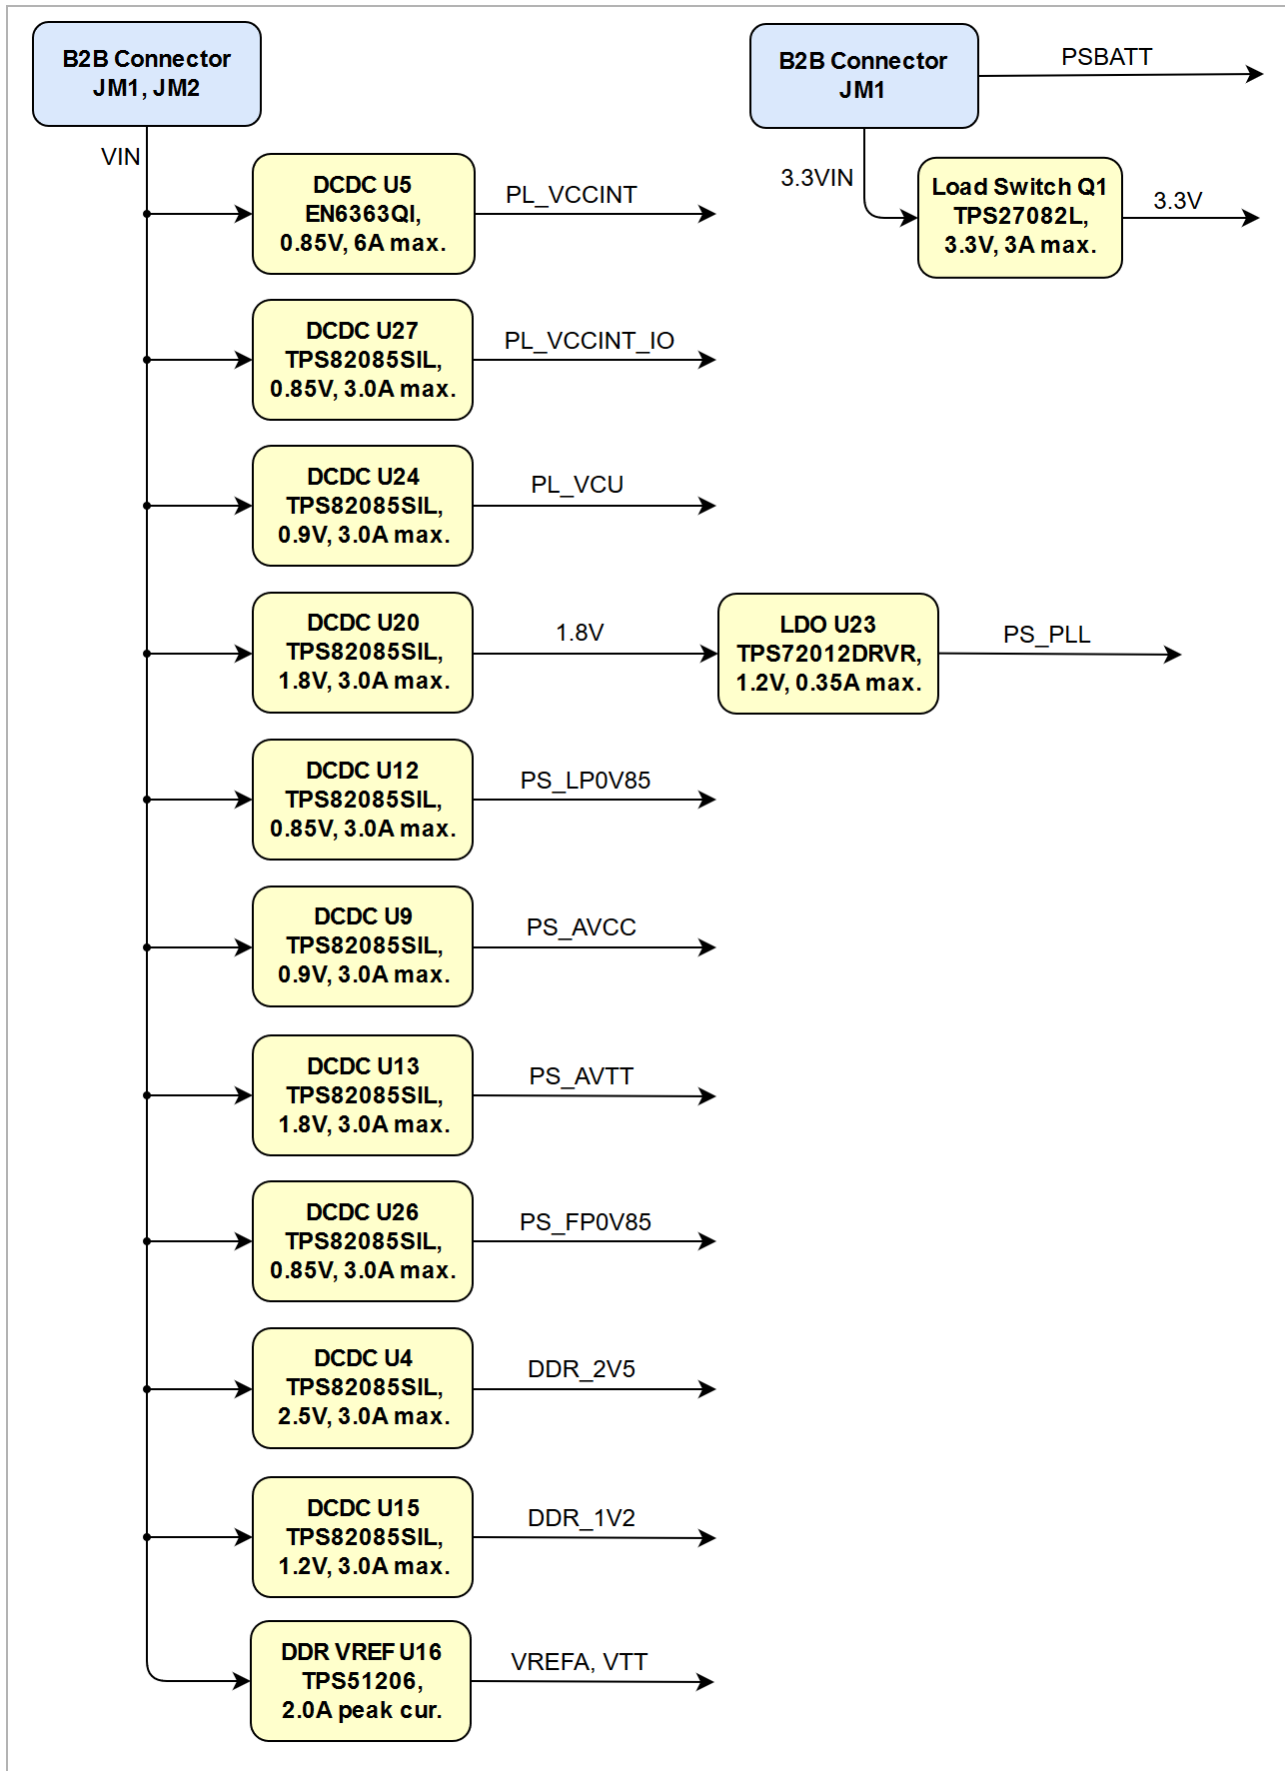 B2B Connector
JM1, JM2
VIN
DCDC U5
EN6363QI,
0.85V, 6A max.
PL_VCCINT
DCDC U27
TPS82085SIL,
0.85V, 3.0A max.
PL_VCCINT_IO
DCDC U24
TPS82085SIL,
0.9V, 3.0A max.
PL_VCU
DCDC U20
TPS82085SIL,
1.8V, 3.0A max.
1.8V
LDO U23
TPS72012DRVR,
1.2V, 0.35A max.
PS_PLL
DCDC U12
TPS82085SIL,
0.85V, 3.0A max.
PS_LP0V85
DCDC U9
TPS82085SIL,
0.9V, 3.0A max.
PS_AVCC
DCDC U13
TPS82085SIL,
1.8V, 3.0A max.
PS_AVTT
DCDC U26
TPS82085SIL,
0.85V, 3.0A max.
PS_FP0V85
DCDC U4
TPS82085SIL,
2.5V, 3.0A max.
DDR_2V5
DCDC U15
TPS82085SIL,
1.2V, 3.0A max.
DDR_1V2
DDR VREF U16
TPS51206,
2.0A peak cur.
VREFA, VTT
B2B Connector
JM1
PSBATT
3.3VIN
Load Switch Q1
TPS27082L,
3.3V, 3A max.
3.3V